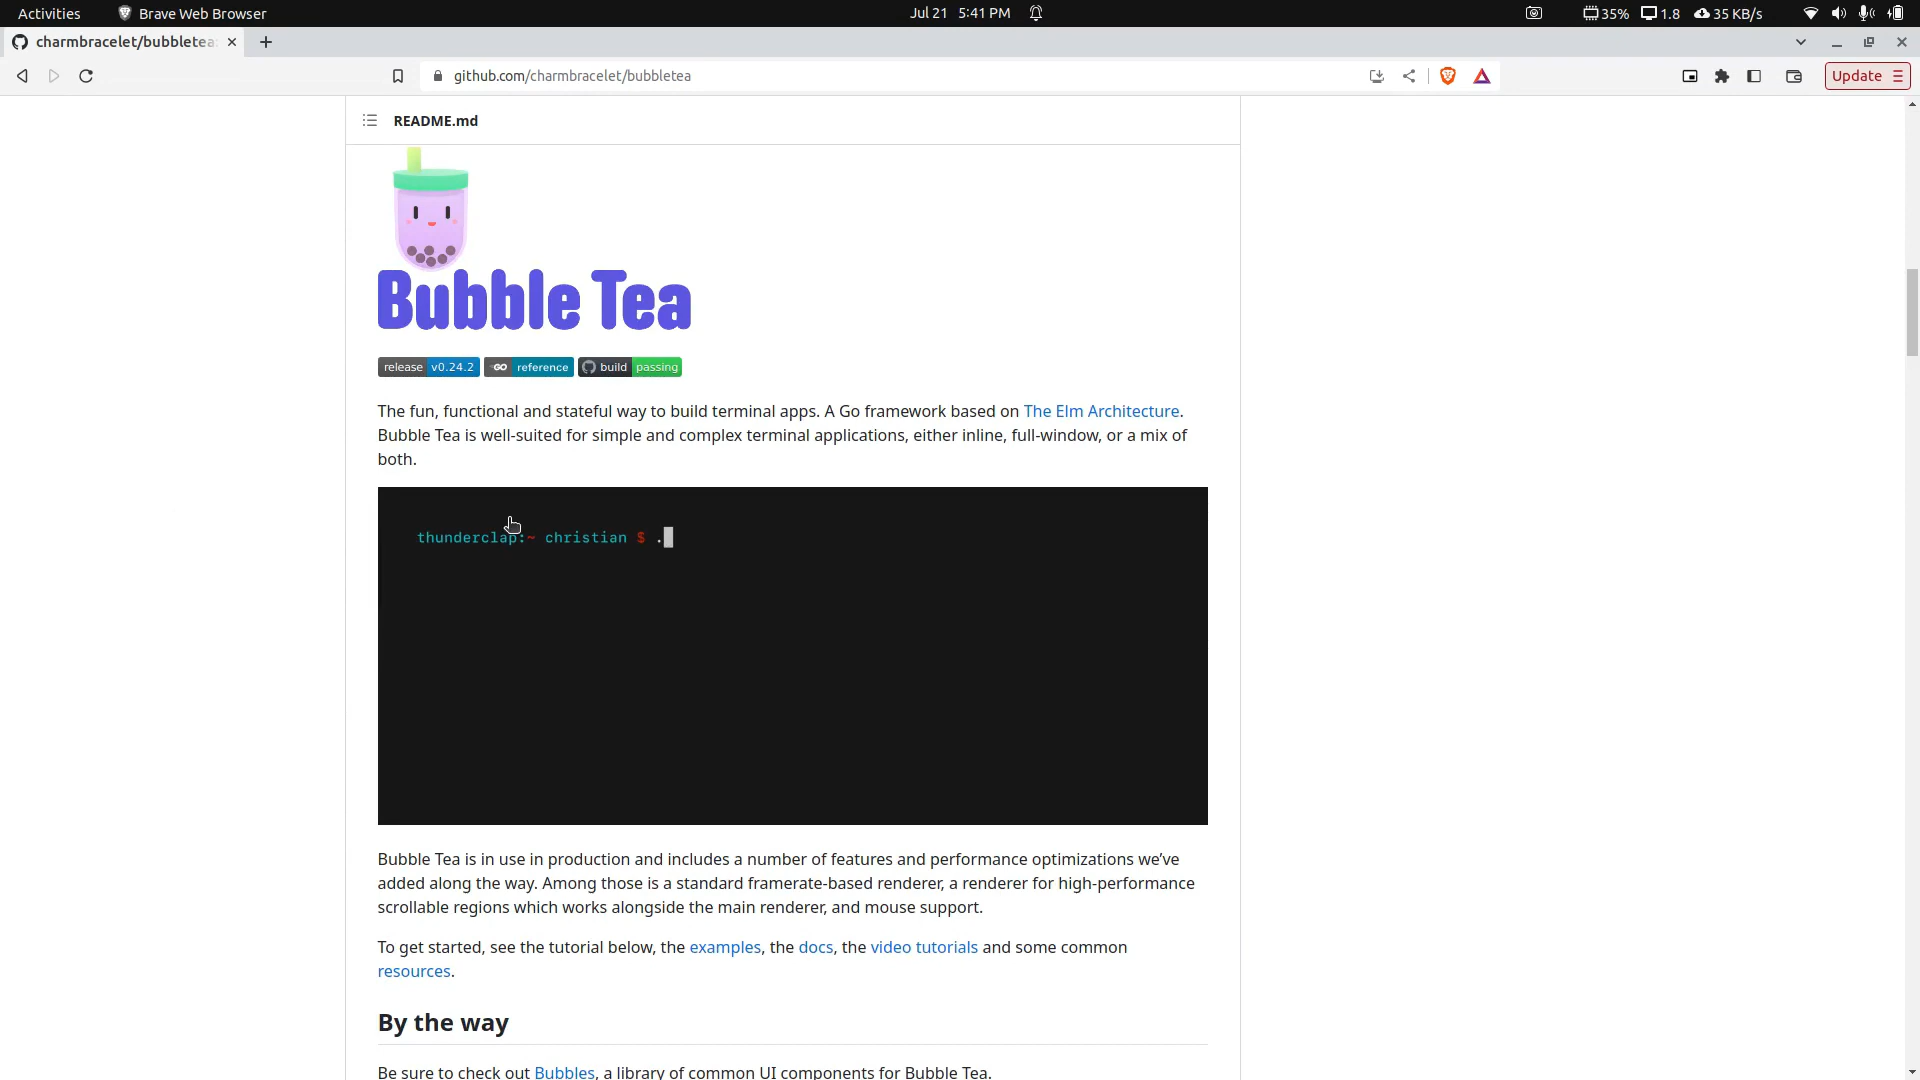 Activities Brave Web Browser Jul 21 5:41 PM 35% 1.8 35 KB/s
charmbracelet/bubbletea:
github.com/charmbracelet/bubbletea Update
README.md
Bubble Tea
release v0.24.2 GO reference build passing
The fun, functional and stateful way to build terminal apps. A Go framework based on The Elm Architecture.
Bubble Tea is well-suited for simple and complex terminal applications, either inline, full-window, or a mix of
both.
thunderclap:~ christian $ .
Bubble Tea is in use in production and includes a number of features and performance optimizations we’ve
added along the way. Among those is a standard framerate-based renderer, a renderer for high-performance
scrollable regions which works alongside the main renderer, and mouse support.
To get started, see the tutorial below, the examples, the docs, the video tutorials and some common
resources.
By the way
Be sure to check out Bubbles, a library of common UI components for Bubble Tea.